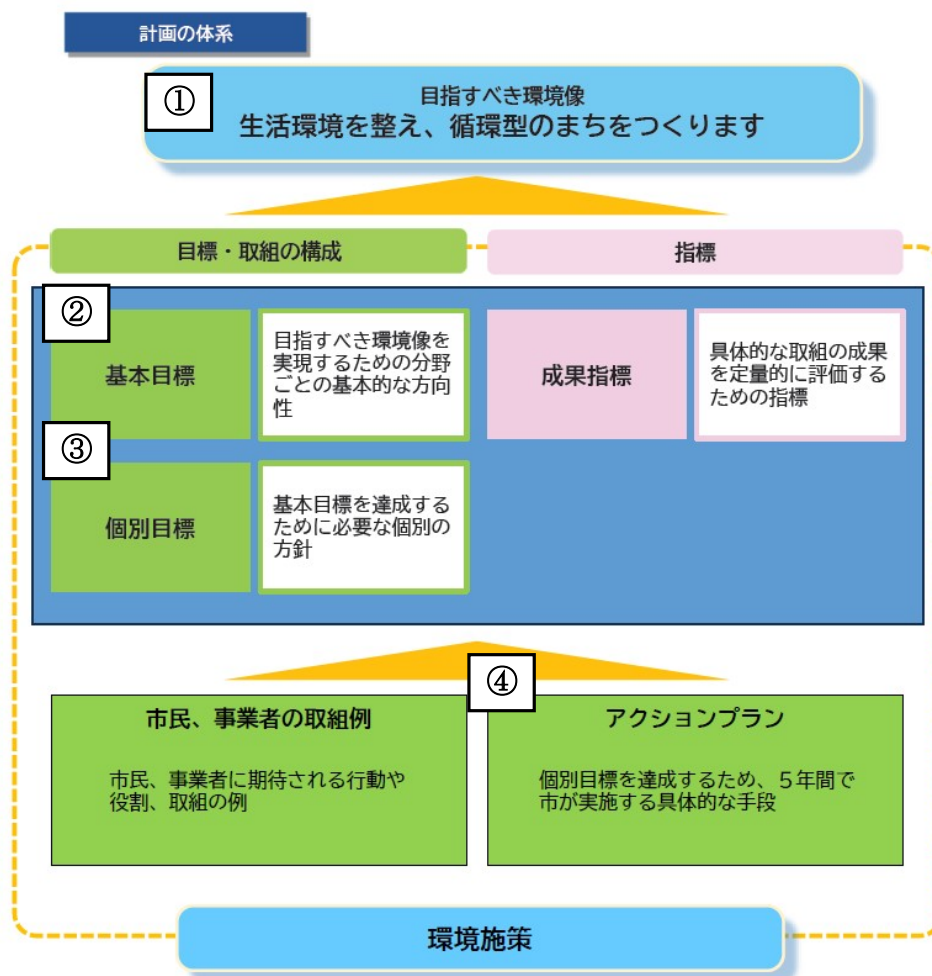 計画の体系
①
目指すべき環境像
生活環境を整え、循環型のまちをつくります
目標・取組の構成
指標
②
基本目標
目指すべき環境像を
実現するための分野
ごとの基本的な方向
性
成果指標
具体的な取組の成果
を定量的に評価する
ための指標
③
個別目標
基本目標を達成する
ために必要な個別の
方針
市民、事業者の取組例
市民、事業者に期待される行動や
役割、取組の例
④
アクションプラン
個別目標を達成するため、５年間で
市が実施する具体的な手段
環境施策